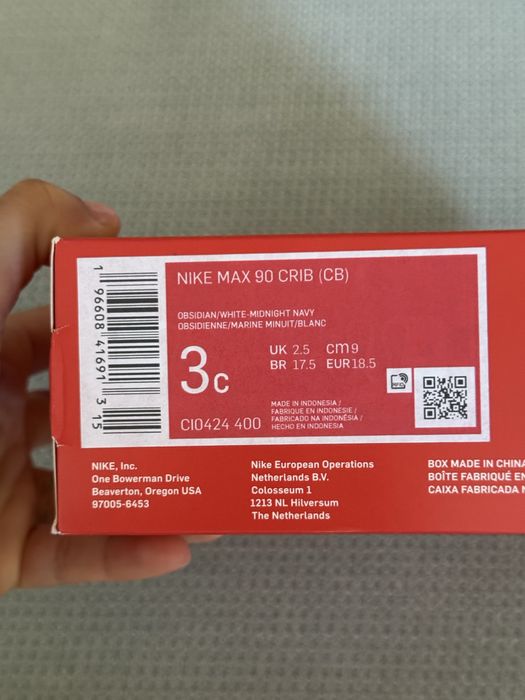 NIKE MAX 90 CRIB (CB)
OBSIDIAN/WHITE-MIDNIGHT NAVY
OBSIDIENNE/MARINE MINUIT/BLANC
3C
UK 2.5 cm 9
BR 17.5 EUR 18.5
CI0424 400
MADE IN INDONESIA /
FABRIQUE EN INDONESIE /
FABRICADO NA INDONÉSIA /
HECHO EN INDONESIA
RFID
1 96608 41691 3 15
NIKE, Inc.
One Bowerman Drive
Beaverton, Oregon USA
97005-6453
Nike European Operations
Netherlands B.V.
Colosseum 1
1213 NL Hilversum
The Netherlands
BOX MADE IN CHINA
BOÎTE FABRIQUÉ EN
CAIXA FABRICADA